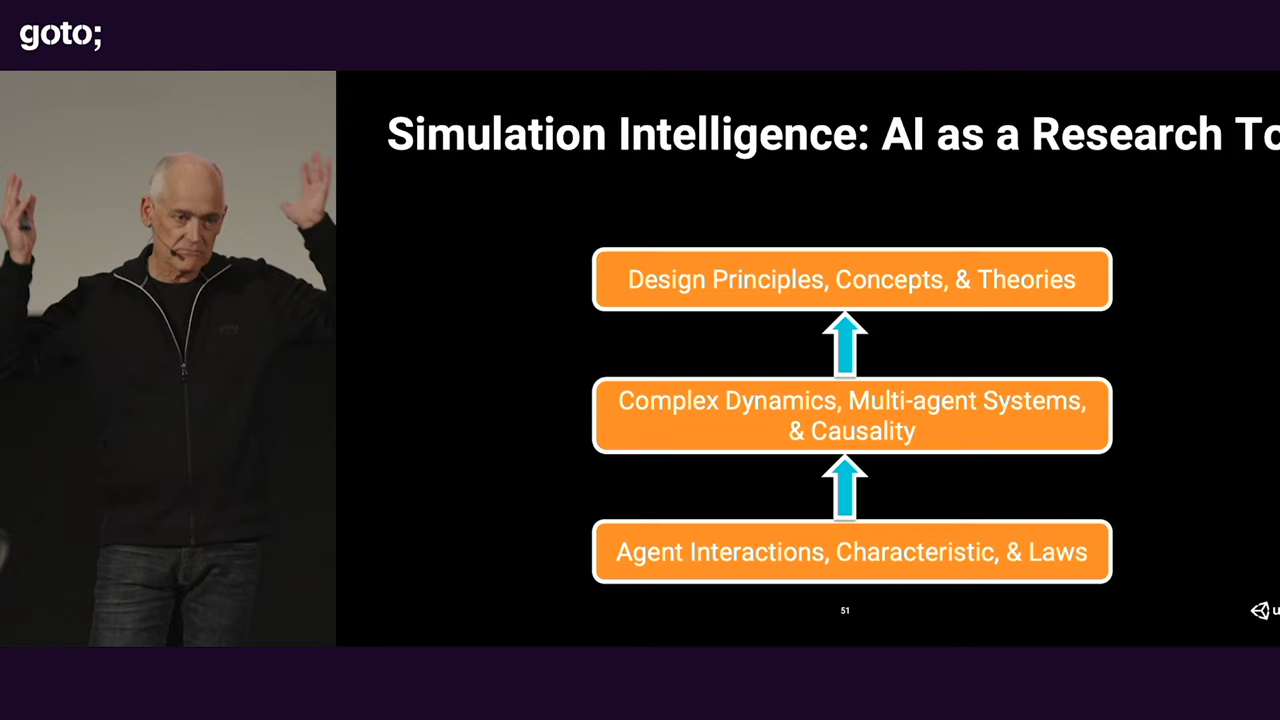 goto;
Simulation Intelligence: AI as a Research
Design Principles, Concepts, & Theories
Complex Dynamics, Multi-agent Systems,
& Causality
Agent Interactions, Characteristic, & Laws
51